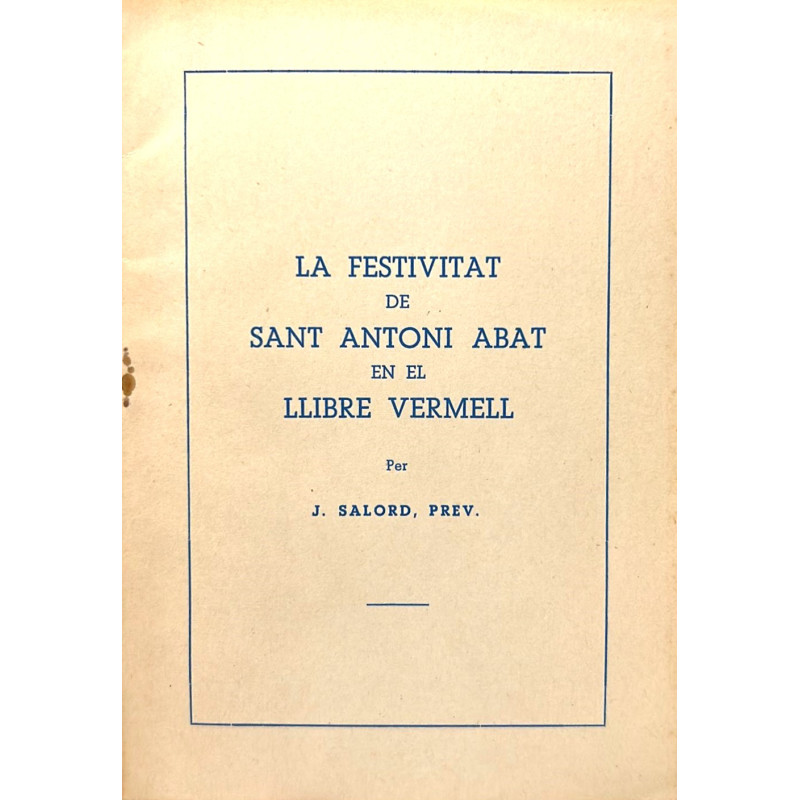 LA FESTIVITAT
DE
SANT ANTONI ABAT
EN EL
LLIBRE VERMELL
Per
J. SALORD, PREV.